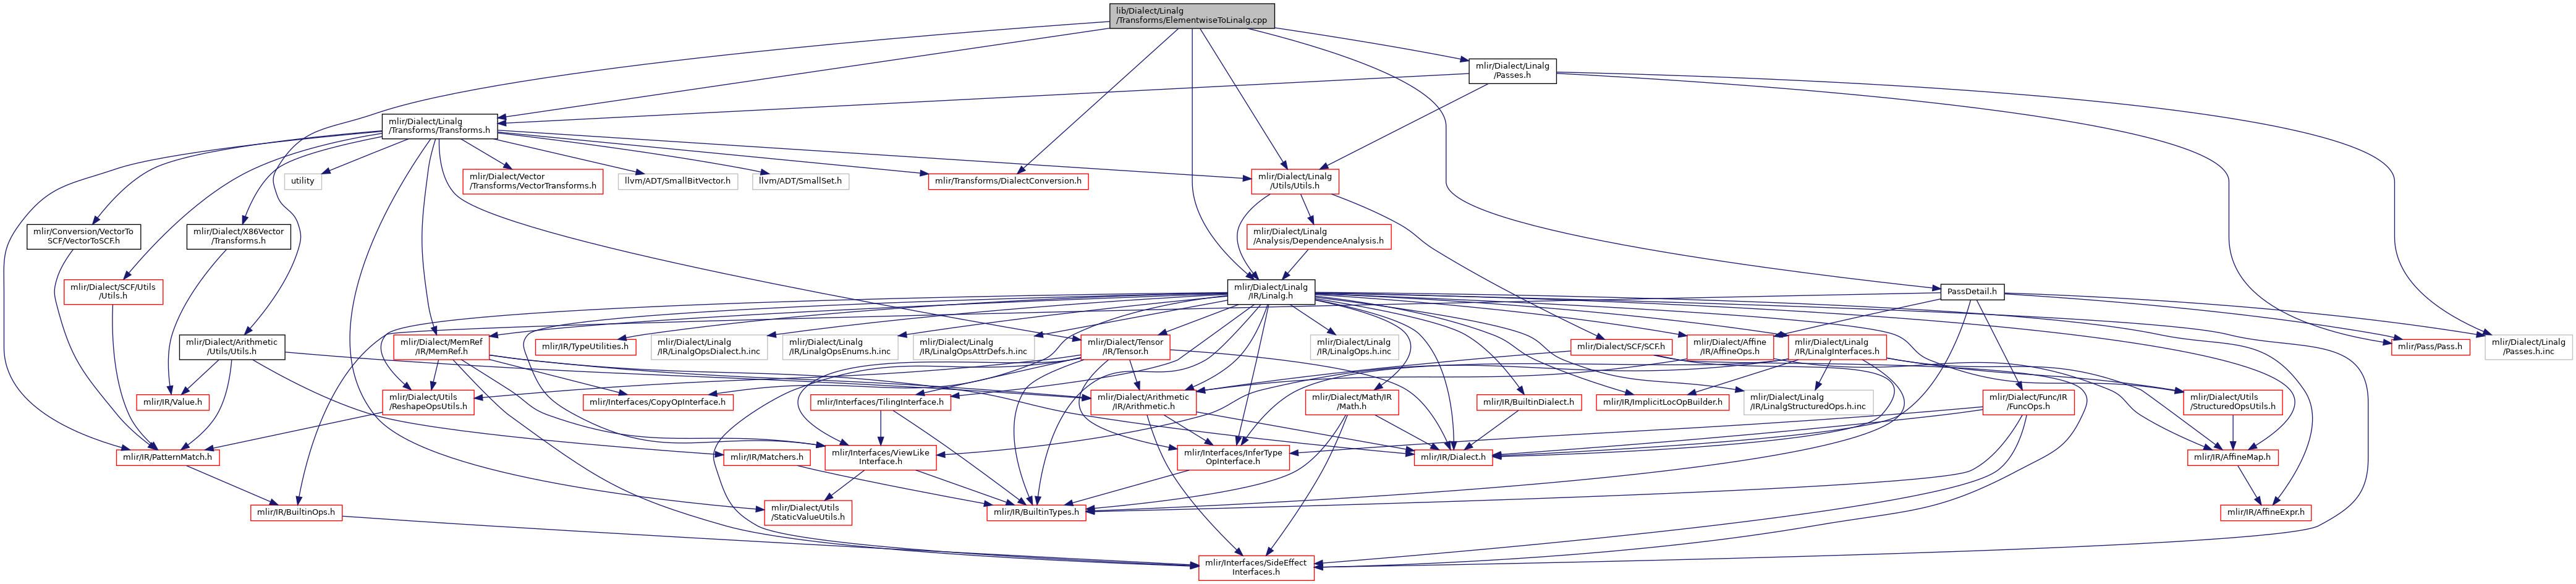 lib/Dialect/Linalg
/Transforms/ElementwiseToLinalg.cpp
mlir/Dialect/Linalg
/Passes.h
mlir/Dialect/Linalg
/Transforms/Transforms.h
utility
mlir/Dialect/Vector
/Transforms/VectorTransforms.h
llvm/ADT/SmallBitVector.h
llvm/ADT/SmallSet.h
mlir/Transforms/DialectConversion.h
mlir/Dialect/Linalg
/Utils/Utils.h
mlir/Conversion/VectorTo
SCF/VectorToSCF.h
mlir/Dialect/X86Vector
/Transforms.h
mlir/Dialect/Linalg
/Analysis/DependenceAnalysis.h
mlir/Dialect/SCF/Utils
/Utils.h
mlir/Dialect/Linalg
/IR/Linalg.h
PassDetail.h
mlir/Dialect/Arithmetic
/Utils/Utils.h
mlir/Dialect/MemRef
/IR/MemRef.h
mlir/IR/TypeUtilities.h
mlir/Dialect/Linalg
/IR/LinalgOpsDialect.h.inc
mlir/Dialect/Linalg
/IR/LinalgOpsEnums.h.inc
mlir/Dialect/Linalg
/IR/LinalgOpsAttrDefs.h.inc
mlir/Dialect/Tensor
/IR/Tensor.h
mlir/Dialect/Linalg
/IR/LinalgOps.h.inc
mlir/Dialect/SCF/SCF.h
mlir/Dialect/Affine
/IR/AffineOps.h
mlir/Dialect/Linalg
/IR/LinalgInterfaces.h
mlir/Pass/Pass.h
mlir/Dialect/Linalg
/Passes.h.inc
mlir/IR/Value.h
mlir/Dialect/Utils
/ReshapeOpsUtils.h
mlir/Interfaces/CopyOpInterface.h
mlir/Interfaces/TilingInterface.h
mlir/Dialect/Arithmetic
/IR/Arithmetic.h
mlir/Dialect/Math/IR
/Math.h
mlir/IR/BuiltinDialect.h
mlir/IR/ImplicitLocOpBuilder.h
mlir/Dialect/Linalg
/IR/LinalgStructuredOps.h.inc
mlir/Dialect/Func/IR
/FuncOps.h
mlir/Dialect/Utils
/StructuredOpsUtils.h
mlir/IR/PatternMatch.h
mlir/IR/Matchers.h
mlir/Interfaces/ViewLike
Interface.h
mlir/Interfaces/InferType
OpInterface.h
mlir/IR/Dialect.h
mlir/IR/AffineMap.h
mlir/IR/BuiltinOps.h
mlir/Dialect/Utils
/StaticValueUtils.h
mlir/IR/BuiltinTypes.h
mlir/IR/AffineExpr.h
mlir/Interfaces/SideEffect
Interfaces.h